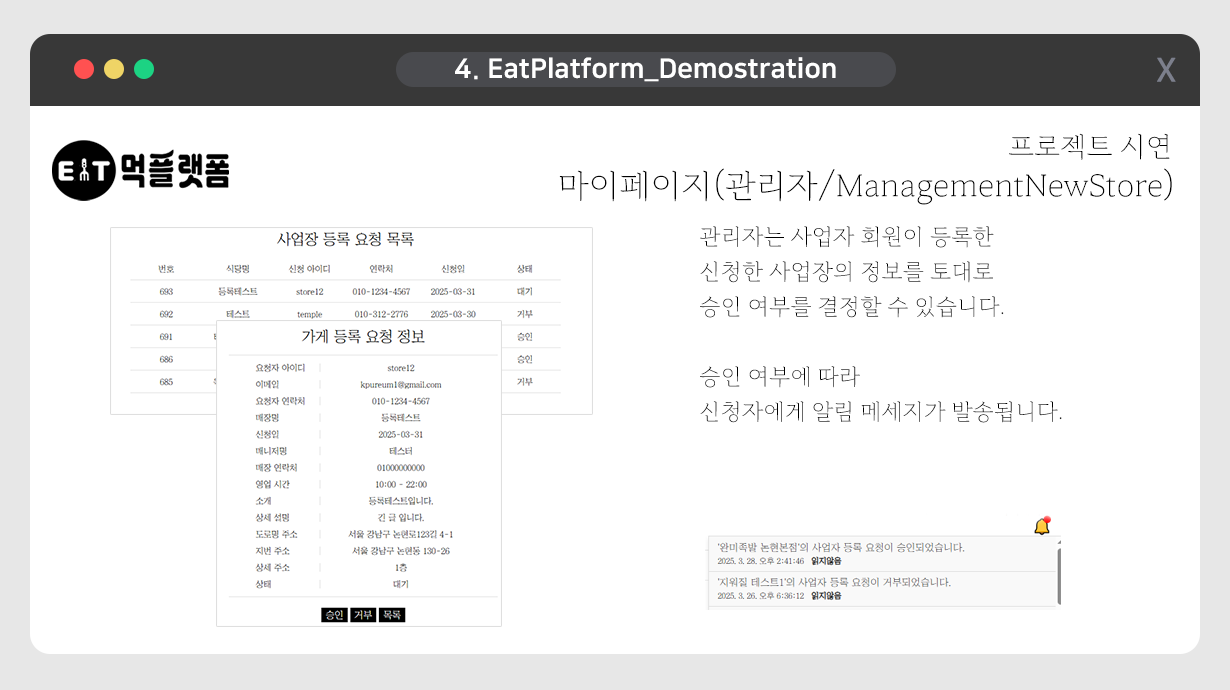 4. EatPlatform_Demostration
X
EAT 먹플랫폼
프로젝트 시연
마이페이지(관리자/ManagementNewStore)
사업장 등록 요청 목록
번호 식당명 신청 아이디 연락처 신청일 상태
693 등록테스트 store12 010-1234-4567 2025-03-31 대기
692 테스트 temple 010-312-2776 2025-03-30 거부
691 승인
686 승인
685 거부
가게 등록 요청 정보
요청자 아이디 store12
이메일 kpureum1@gmail.com
요청자 연락처 010-1234-4567
매장명 등록테스트
신청일 2025-03-31
매니저명 테스터
매장 연락처 01000000000
영업 시간 10:00 - 22:00
소개 등록테스트입니다.
상세 설명 긴 글 입니다.
도로명 주소 서울 강남구 논현로123길 4-1
지번 주소 서울 강남구 논현동 130-26
상세 주소 1층
상태 대기
승인 거부 목록
관리자는 사업자 회원이 등록한
신청한 사업장의 정보를 토대로
승인 여부를 결정할 수 있습니다.
승인 여부에 따라
신청자에게 알림 메세지가 발송됩니다.
'완미족발 논현본점'의 사업자 등록 요청이 승인되었습니다.
2025. 3. 28. 오후 2:41:46 읽지않음
'지워질 테스트1'의 사업자 등록 요청이 거부되었습니다.
2025. 3. 26. 오후 6:36:12 읽지않음